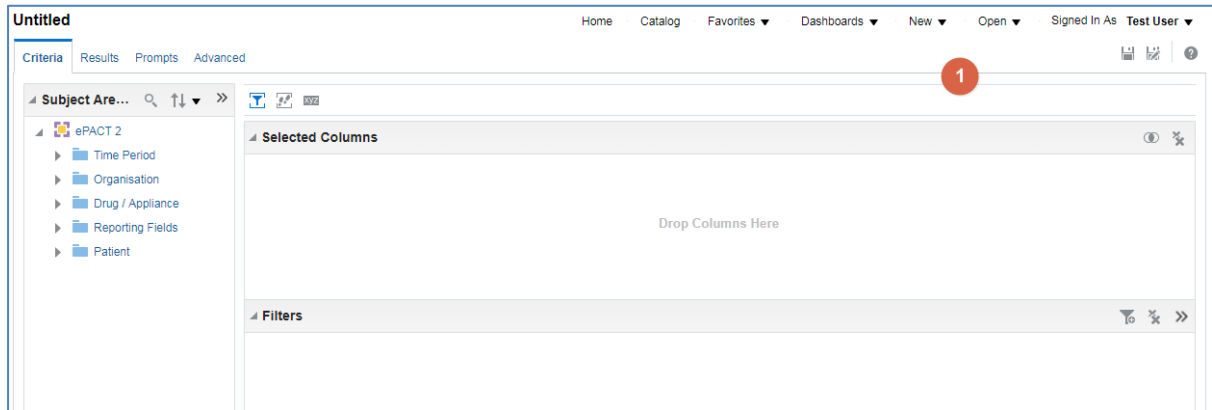 Untitled
Home Catalog Favorites Dashboards New Open Signed In As Test User
Criteria Results Prompts Advanced
1
Subject Are...
xyz
ePACT 2
Selected Columns
Time Period
Organisation
Drug / Appliance
Drop Columns Here
Reporting Fields
Patient
Filters